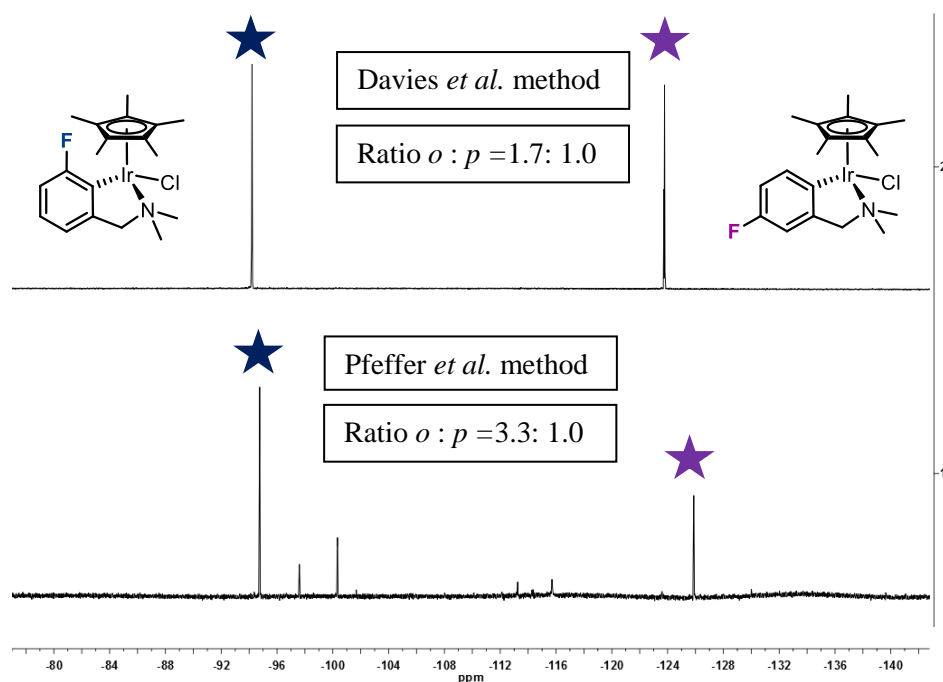 Davies et al. method
Ratio o : p =1.7: 1.0
F
Ir
Cl
N
Ir
Cl
N
F
2
Pfeffer et al. method
Ratio o : p =3.3: 1.0
1
-80 -84 -88 -92 -96 -100 -104 -108 -112 -116 -120 -124 -128 -132 -136 -140
ppm